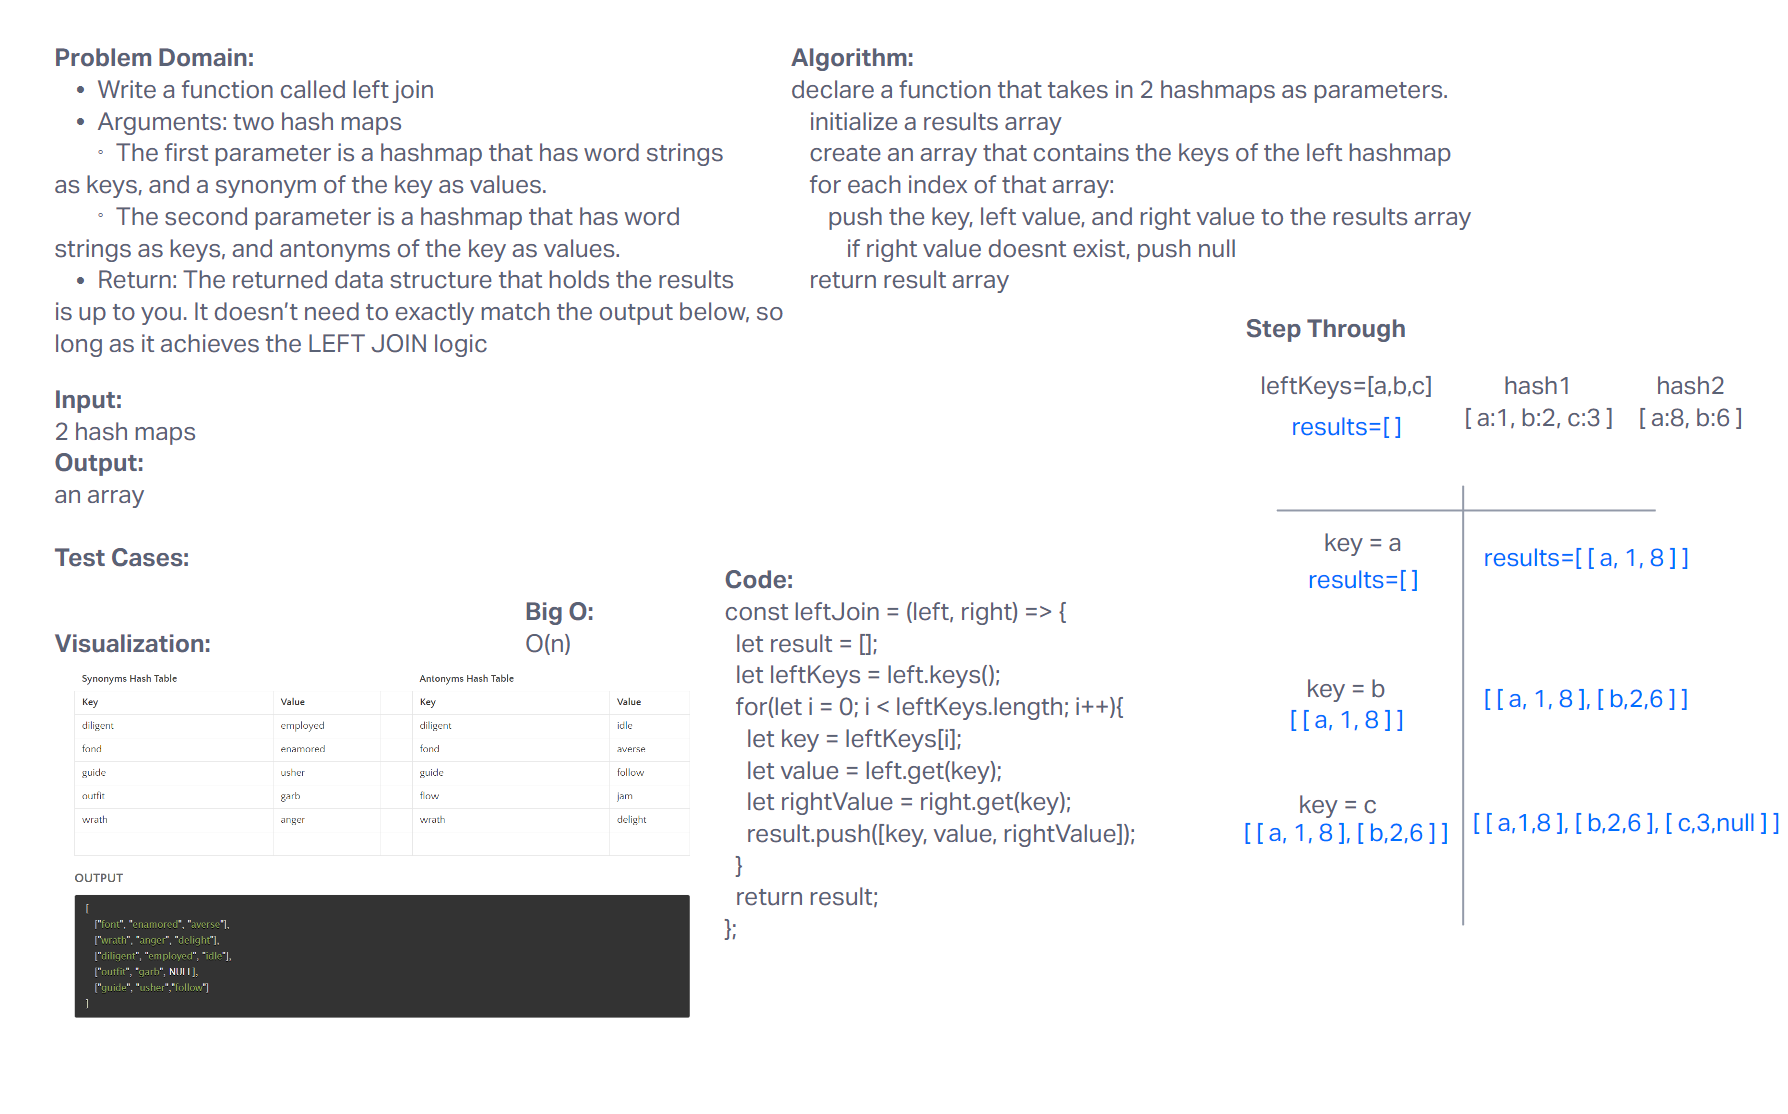 Problem Domain:
• Write a function called left join
• Arguments: two hash maps
◦ The first parameter is a hashmap that has word strings
as keys, and a synonym of the key as values.
◦ The second parameter is a hashmap that has word
strings as keys, and antonyms of the key as values.
• Return: The returned data structure that holds the results
is up to you. It doesn't need to exactly match the output below, so
long as it achieves the LEFT JOIN logic
Input:
2 hash maps
Output:
an array
Test Cases:
Visualization:
Synonyms Hash Table Antonyms Hash Table
Key Value Key Value
diligent employed diligent idle
fond enamored fond averse
guide usher guide follow
outfit garb flow jam
wrath anger wrath delight
OUTPUT
[
["font", "enamored", "averse"],
["wrath", "anger", "delight"],
["diligent", "employed", "idle"],
["outfit", "garb", NULL],
["guide", "usher","follow"]
]
Big O:
O(n)
Algorithm:
declare a function that takes in 2 hashmaps as parameters.
initialize a results array
create an array that contains the keys of the left hashmap
for each index of that array:
push the key, left value, and right value to the results array
if right value doesnt exist, push null
return result array
Code:
const leftJoin = (left, right) => {
let result = [];
let leftKeys = left.keys();
for(let i = 0; i < leftKeys.length; i++){
let key = leftKeys[i];
let value = left.get(key);
let rightValue = right.get(key);
result.push([key, value, rightValue]);
}
return result;
};
Step Through
leftKeys=[a,b,c] hash1 hash2
results=[ ] [ a:1, b:2, c:3 ] [ a:8, b:6 ]
key = a
results=[ ]
results=[ [ a, 1, 8 ] ]
key = b
[ [ a, 1, 8 ] ]
[ [ a, 1, 8 ], [ b,2,6 ] ]
key = c
[ [ a, 1, 8 ], [ b,2,6 ] ]
[ [ a,1,8 ], [ b,2,6 ], [ c,3,null ] ]